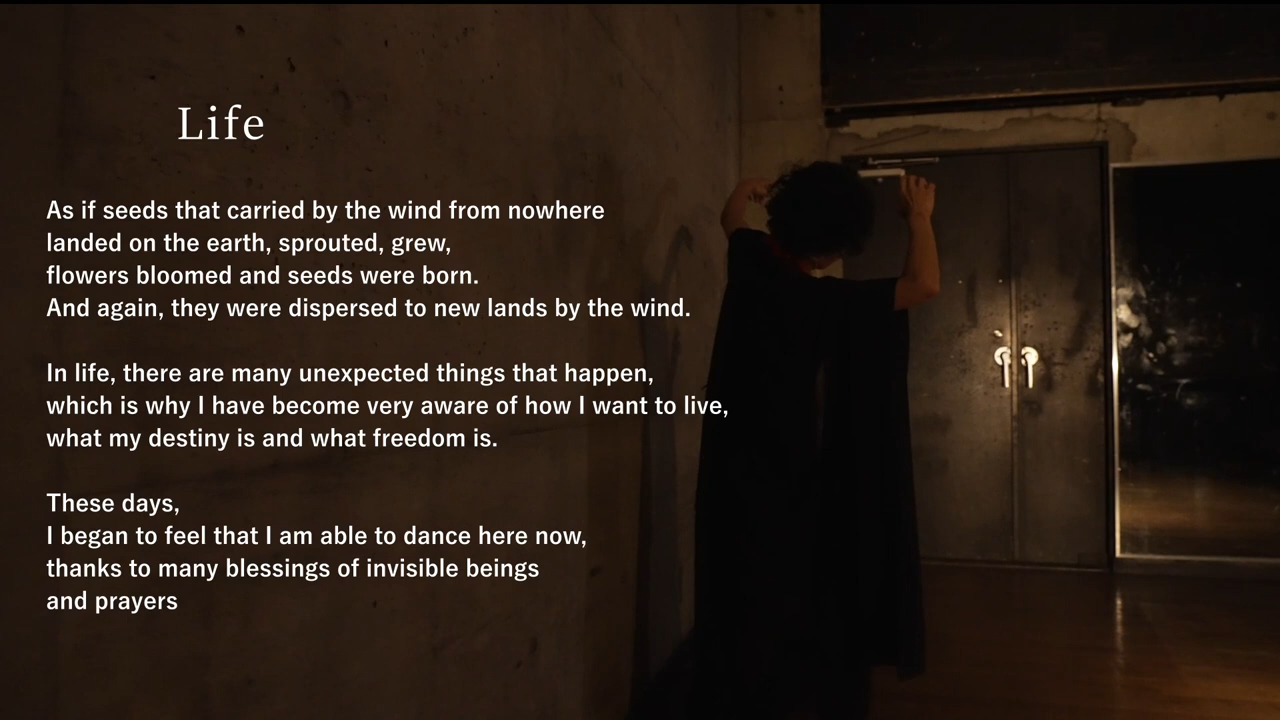 Life
As if seeds that carried by the wind from nowhere
landed on the earth, sprouted, grew,
flowers bloomed and seeds were born.
And again, they were dispersed to new lands by the wind.
In life, there are many unexpected things that happen,
which is why I have become very aware of how I want to live,
what my destiny is and what freedom is.
These days,
I began to feel that I am able to dance here now,
thanks to many blessings of invisible beings
and prayers